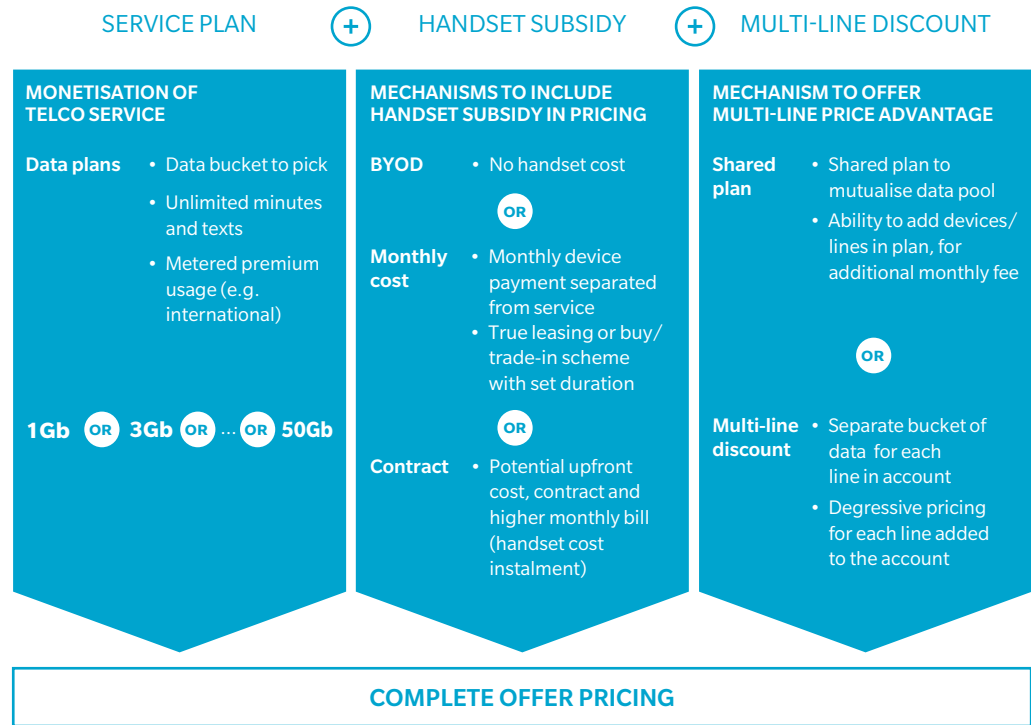 SERVICE PLAN + HANDSET SUBSIDY + MULTI-LINE DISCOUNT
MONETISATION OF
TELCO SERVICE
Data plans
• Data bucket to pick
• Unlimited minutes
and texts
• Metered premium
usage (e.g.
international)
1Gb OR 3Gb OR ... OR 50Gb
MECHANISMS TO INCLUDE
HANDSET SUBSIDY IN PRICING
BYOD
• No handset cost
OR
Monthly
cost
• Monthly device
payment separated
from service
• True leasing or buy/
trade-in scheme
with set duration
OR
Contract
• Potential upfront
cost, contract and
higher monthly bill
(handset cost
instalment)
MECHANISM TO OFFER
MULTI-LINE PRICE ADVANTAGE
Shared
plan
• Shared plan to
mutualise data pool
• Ability to add devices/
lines in plan, for
additional monthly fee
OR
Multi-line
discount
• Separate bucket of
data for each
line in account
• Degressive pricing
for each line added
to the account
COMPLETE OFFER PRICING